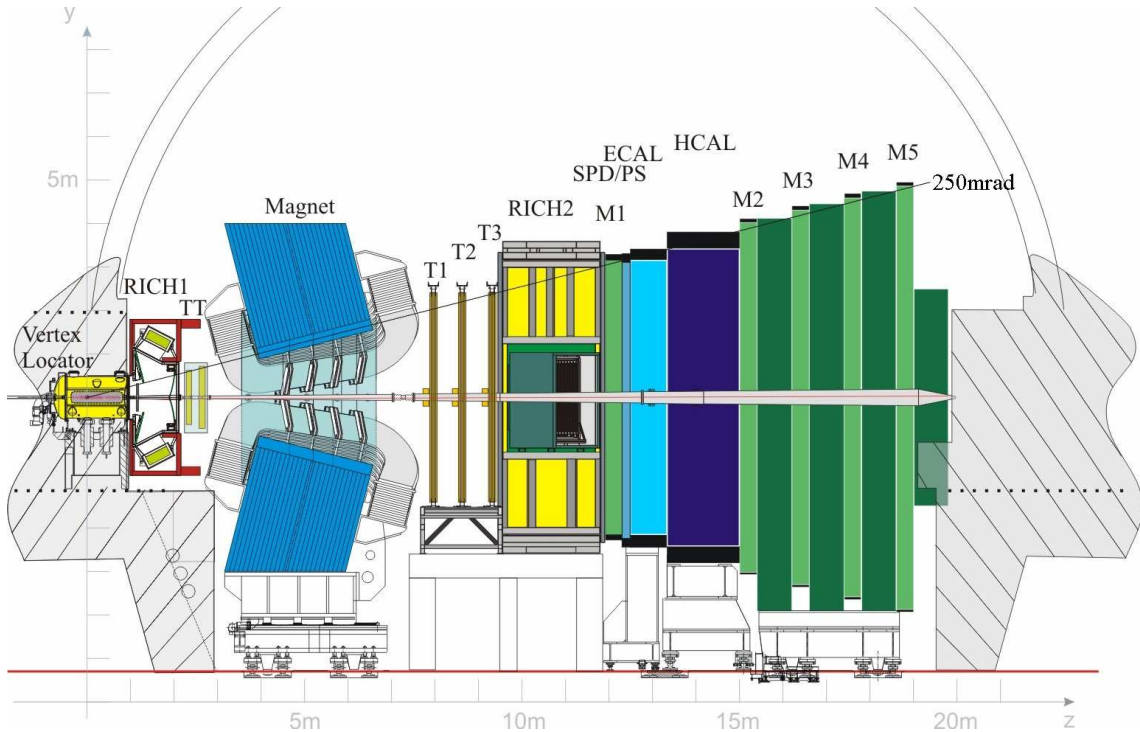 y
5m
Vertex
Locator
RICH1
TT
Magnet
T1
T2
T3
RICH2
M1
SPD/PS
ECAL
HCAL
M2
M3
M4
M5
250mrad
5m
10m
15m
20m
z